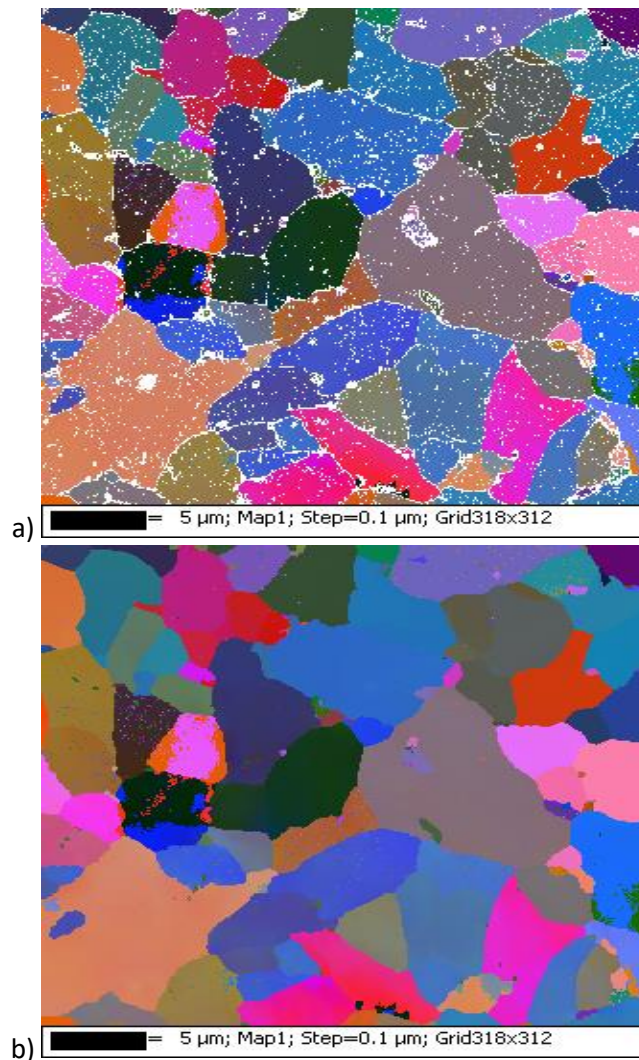 a) = 5 µm; Map1; Step=0.1 µm; Grid318x312
b) = 5 µm; Map1; Step=0.1 µm; Grid318x312